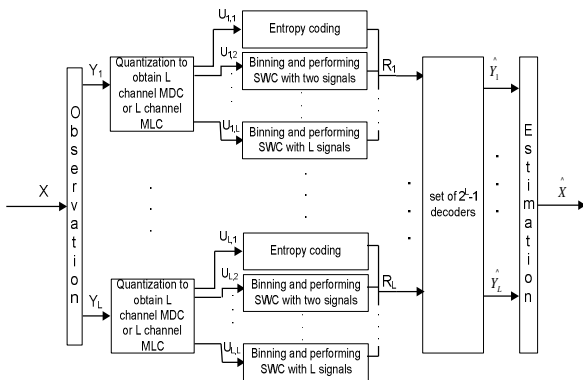 X
Observation
Y1
Quantization to
obtain L
channel MDC
or L channel
MLC
U1,1
U1,2
U1,L
Entropy coding
Binning and performing
SWC with two signals
Binning and performing
SWC with L signals
R1
YL
Quantization to
obtain L
channel MDC
or L channel
MLC
UL,1
UL,2
UL,L
Entropy coding
Binning and performing
SWC with two signals
Binning and performing
SWC with L signals
RL
set of 2^L-1
decoders
Ŷ1
ŶL
Estimation
X̂